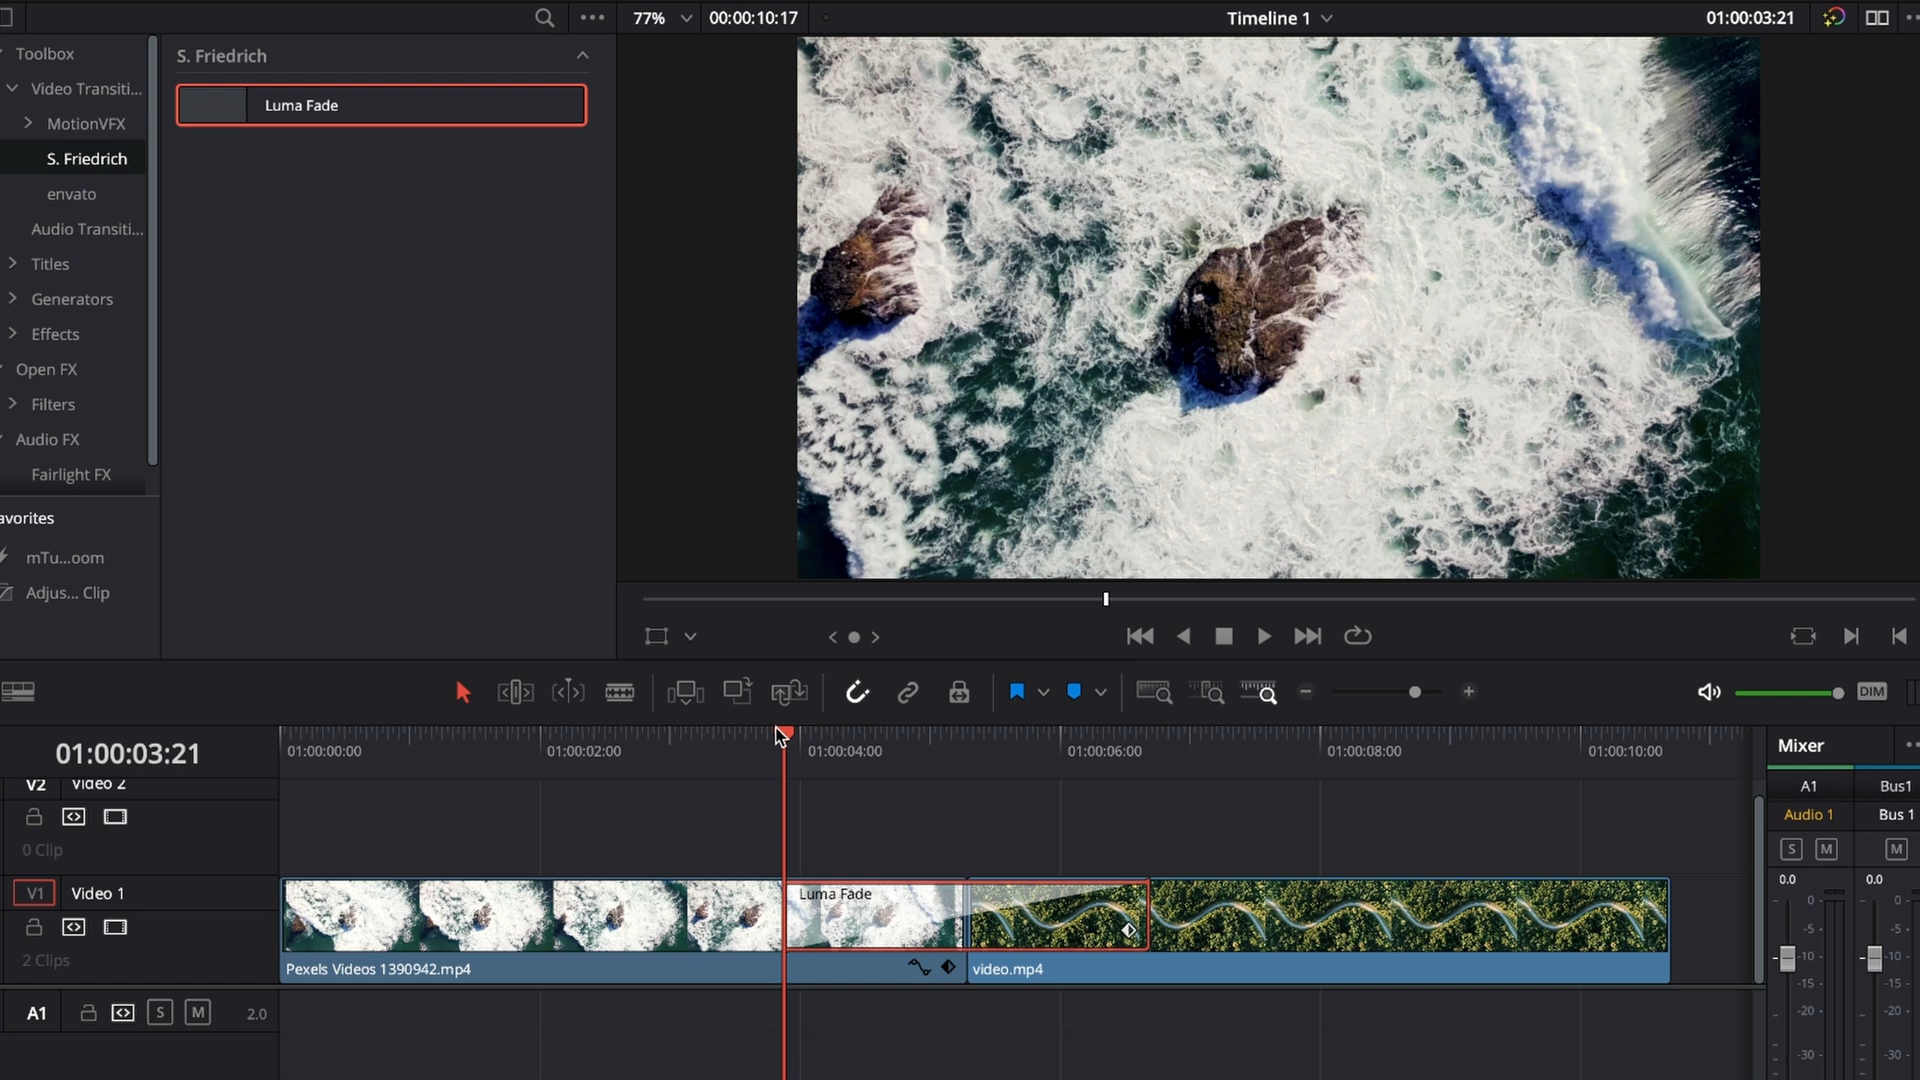 77%
00:00:10:17
Timeline 1
01:00:03:21
Toolbox
Video Transiti...
MotionVFX
S. Friedrich
envato
Audio Transiti...
Titles
Generators
Effects
Open FX
Filters
Audio FX
Fairlight FX
avorites
mTu...oom
Adjus... Clip
S. Friedrich
Luma Fade
DIM
01:00:03:21
01:00:00:00
01:00:02:00
01:00:04:00
01:00:06:00
01:00:08:00
01:00:10:00
V2 Video 2
0 Clip
V1 Video 1
2 Clips
Luma Fade
Pexels Videos 1390942.mp4
video.mp4
A1 S M 2.0
Mixer
A1 Bus1
Audio 1 Bus 1
S M M
0.0 0.0
0 0
-5 -5
-10 -10
-15 -15
-20 -20
-30 -30